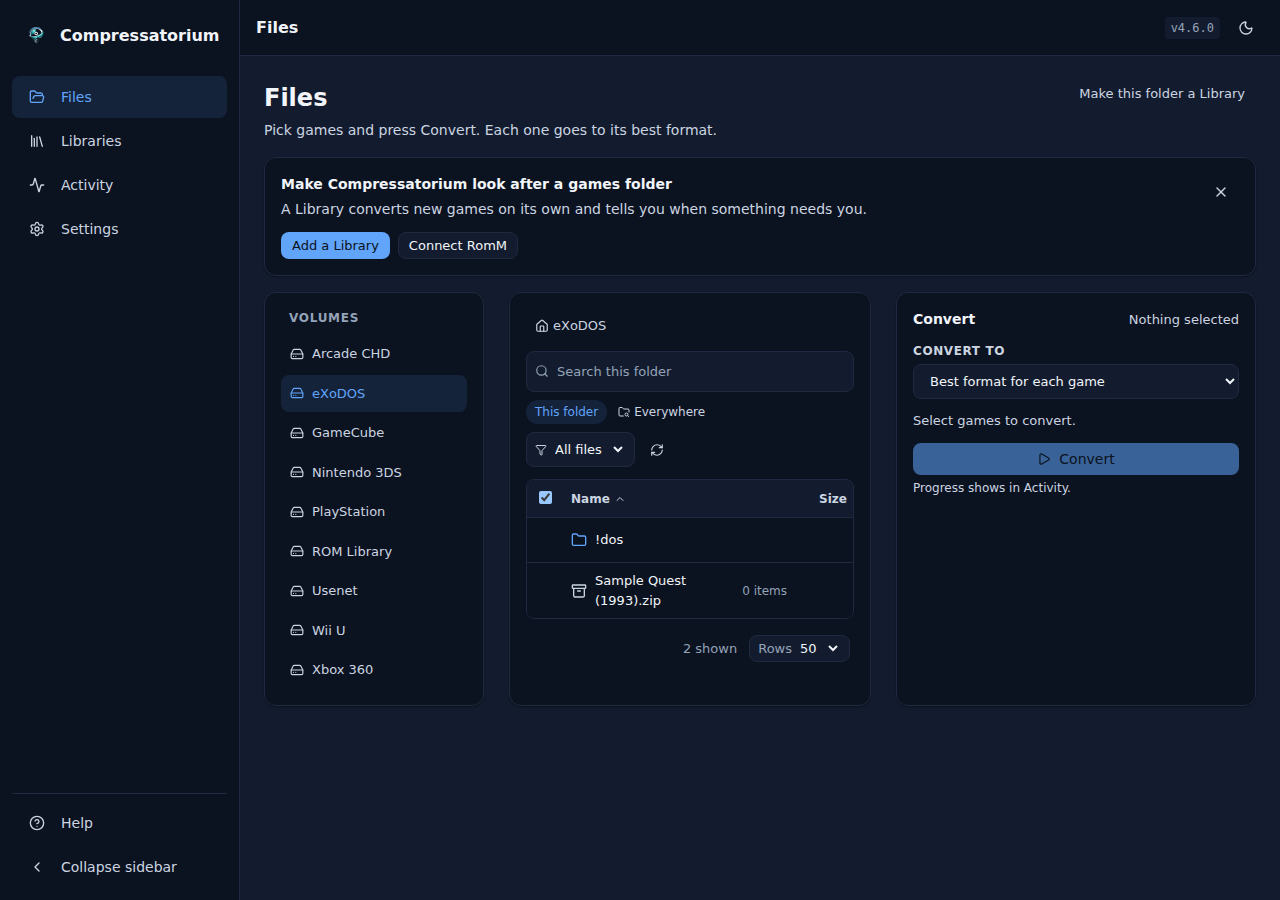 Compressatorium
Files
Libraries
Activity
Settings
Help
Collapse sidebar
Files
v4.6.0
Files
Make this folder a Library
Pick games and press Convert. Each one goes to its best format.
Make Compressatorium look after a games folder
A Library converts new games on its own and tells you when something needs you.
Add a Library
Connect RomM
VOLUMES
Arcade CHD
eXoDOS
GameCube
Nintendo 3DS
PlayStation
ROM Library
Usenet
Wii U
Xbox 360
eXoDOS
Search this folder
This folder
Everywhere
All files
Name
Size
!dos
Sample Quest
(1993).zip
0 items
2 shown
Rows 50
Convert
Nothing selected
CONVERT TO
Best format for each game
Select games to convert.
Convert
Progress shows in Activity.